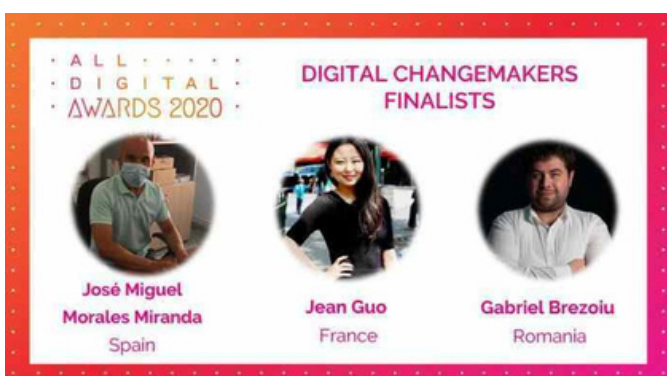 ALL
DIGITAL
AWARDS 2020
DIGITAL CHANGEMAKERS
FINALISTS
José Miguel
Morales Miranda
Spain
Jean Guo
France
Gabriel Brezoiu
Romania